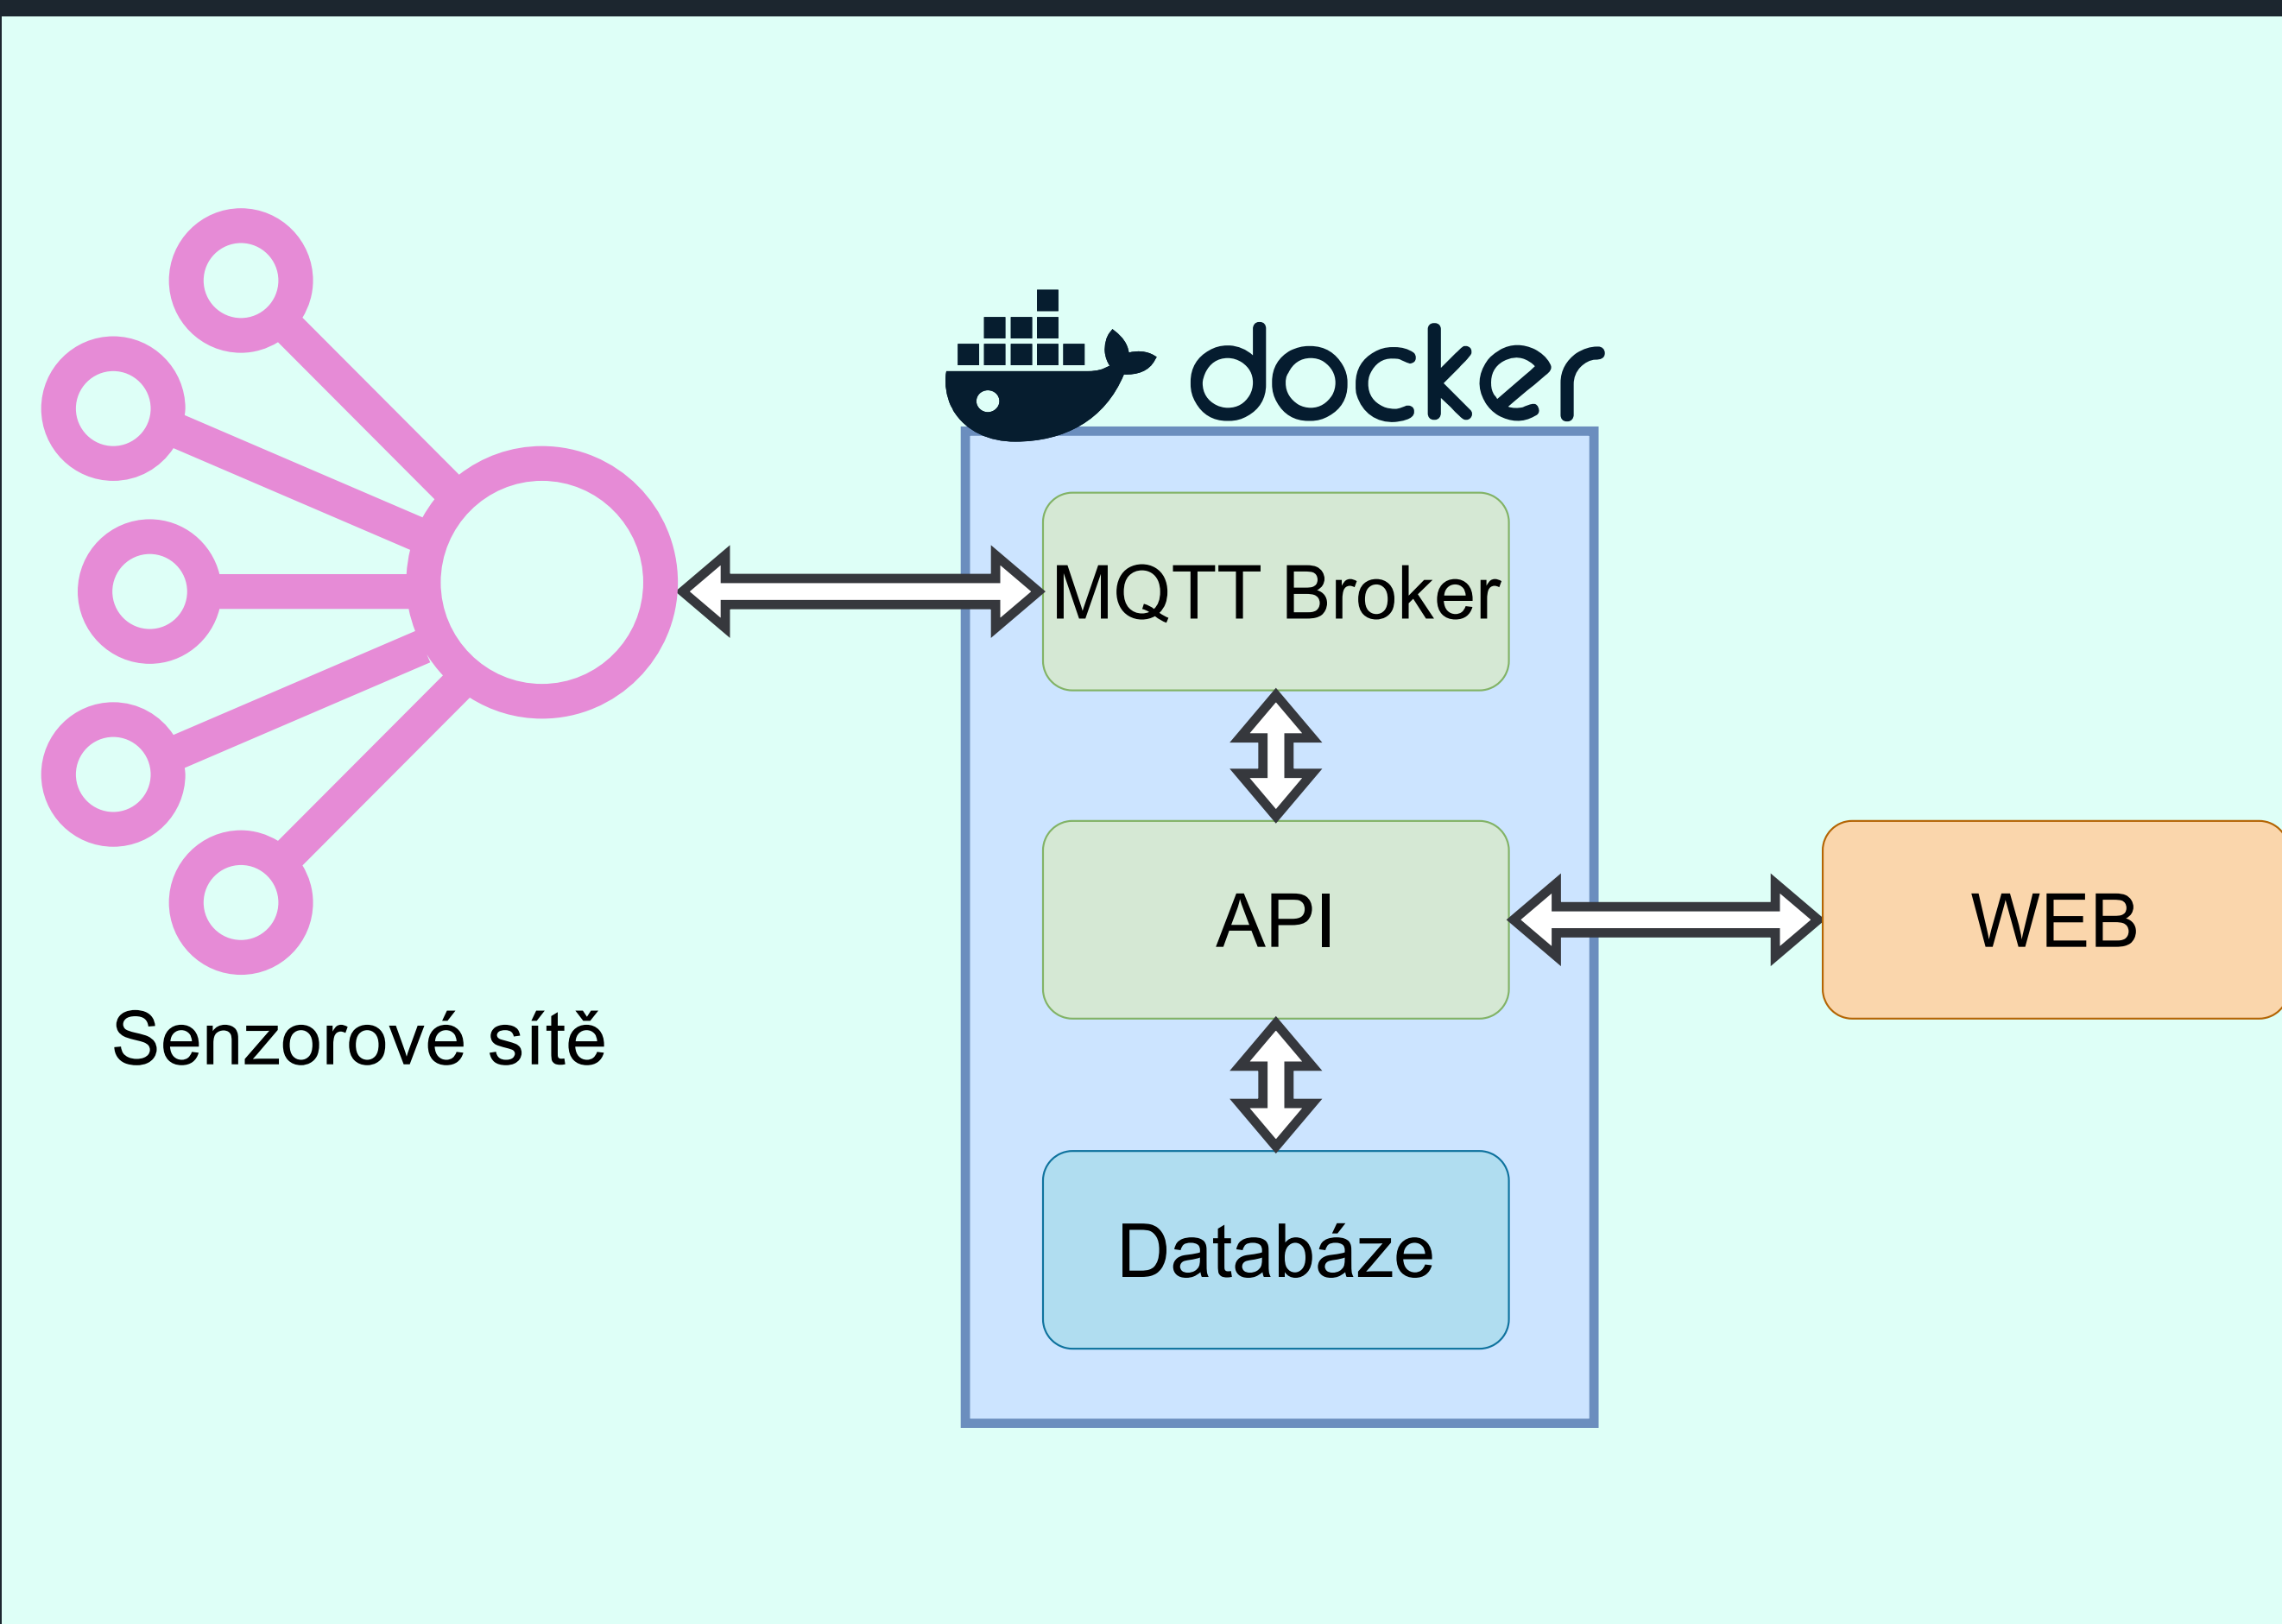 docker
MQTT Broker
API
WEB
Senzorové sítě
Databáze